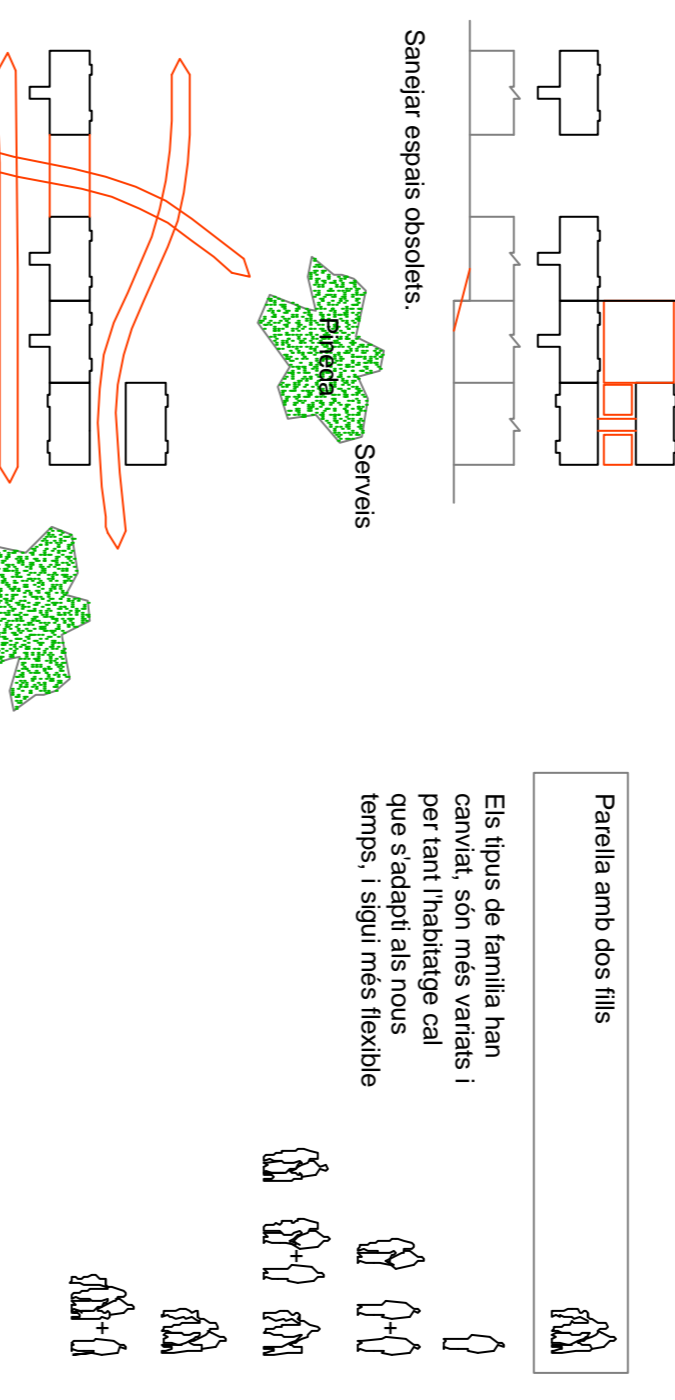 Sanejar espais obsolets.
Pineda
Serveis
Parella amb dos fills
Els tipus de familia han
canviat, són més variats i
per tant l'habitatge cal
que s'adapti als nous
temps, i sigui més flexible
+
+
+